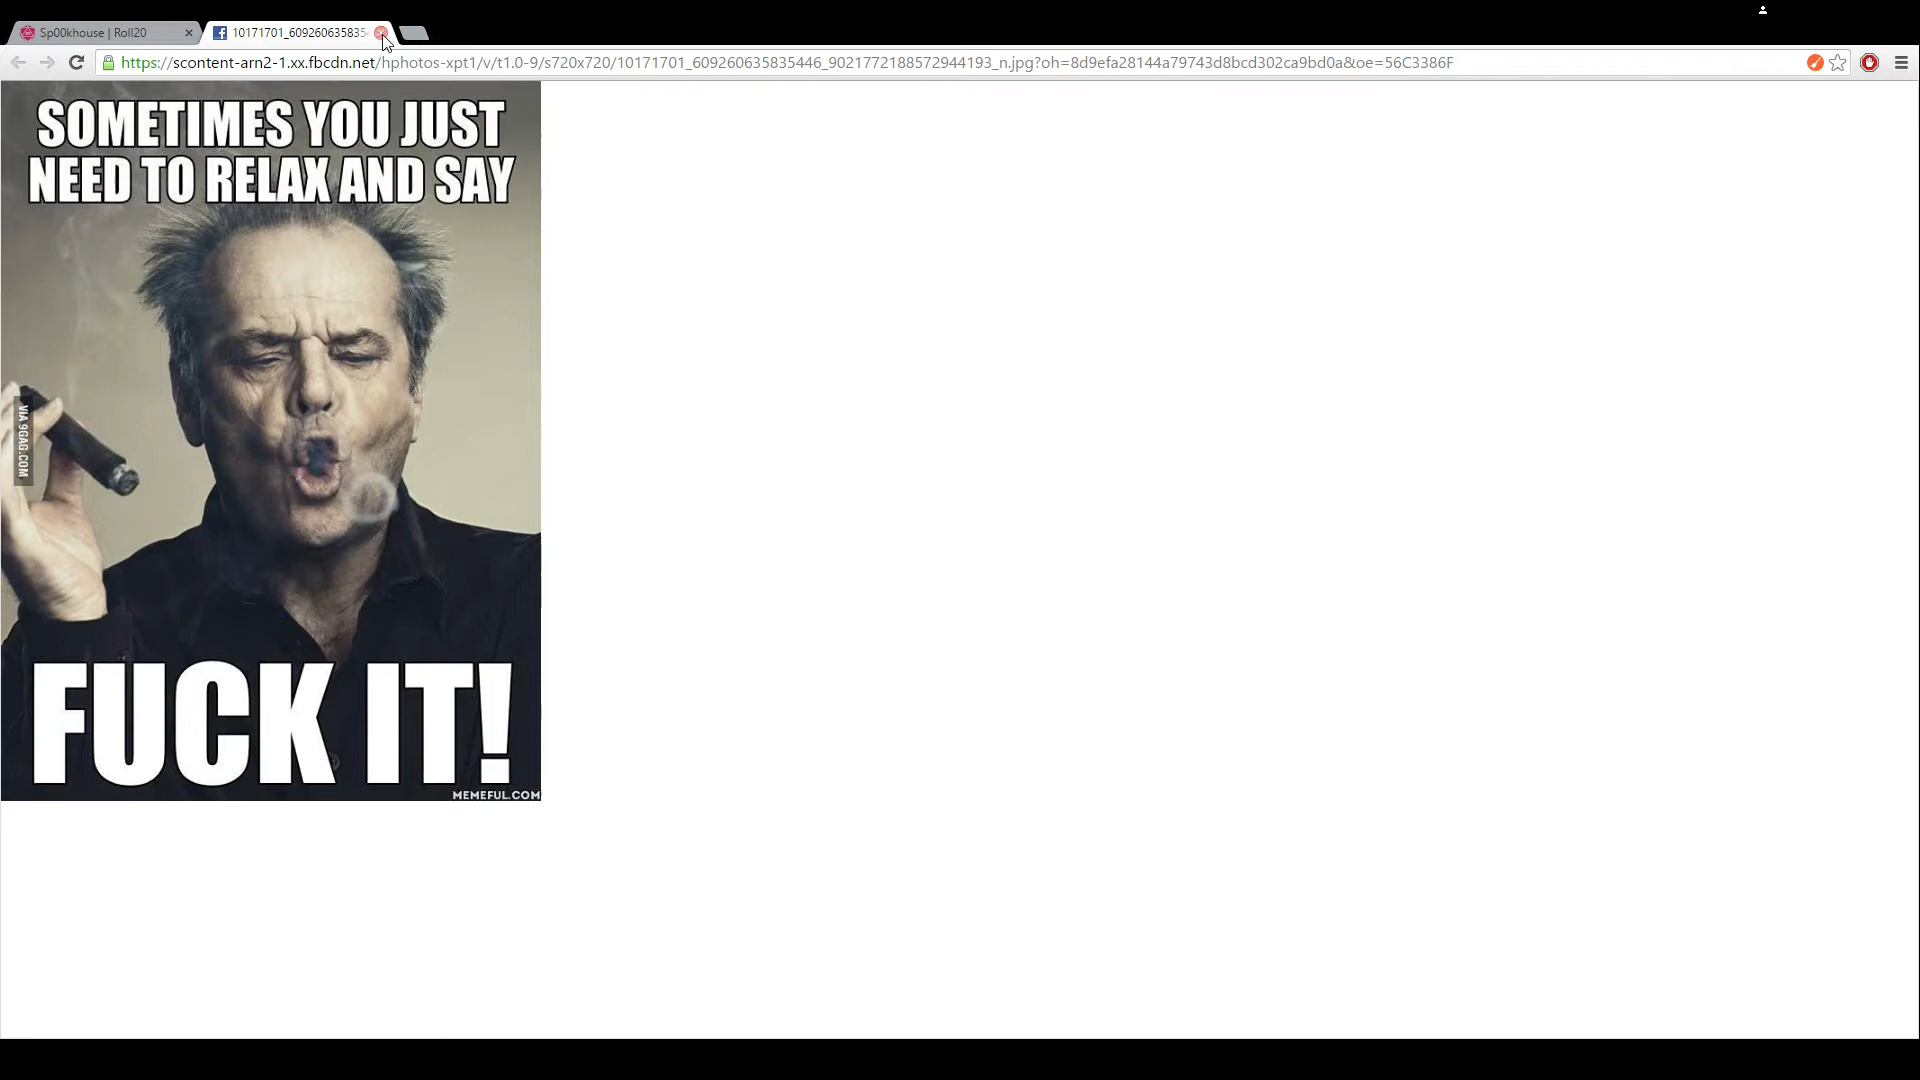 Sp00khouse | Roll20
10171701_609260635835
https://scontent-arn2-1.xx.fbcdn.net/hphotos-xpt1/v/t1.0-9/s720x720/10171701_609260635835446_9021772188572944193_n.jpg?oh=8d9efa28144a79743d8bcd302ca9bd0a&oe=56C3386F
SOMETIMES YOU JUST
NEED TO RELAX AND SAY
VIA 9GAG.COM
FUCK IT!
MEMEFUL.COM